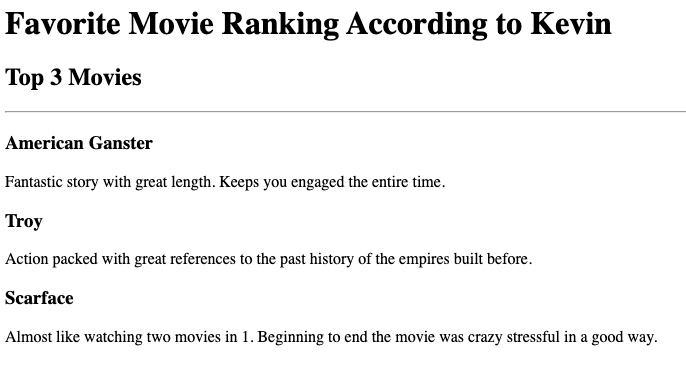 Favorite Movie Ranking According to Kevin
Top 3 Movies
American Ganster
Fantastic story with great length. Keeps you engaged the entire time.
Troy
Action packed with great references to the past history of the empires built before.
Scarface
Almost like watching two movies in 1. Beginning to end the movie was crazy stressful in a good way.